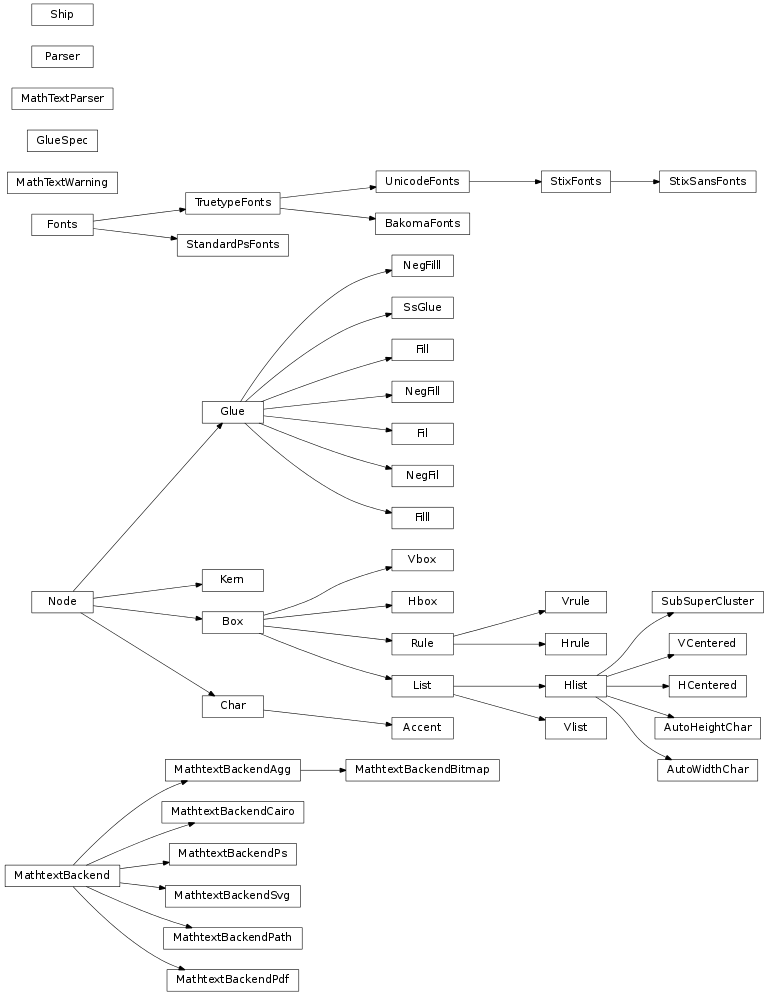 Ship
Parser
MathTextParser
GlueSpec
MathTextWarning
Fonts
TruetypeFonts
StandardPsFonts
UnicodeFonts
BakomaFonts
StixFonts
StixSansFonts
NegFilll
SsGlue
Fill
NegFill
Fil
NegFil
Filll
Glue
Node
Kern
Box
Char
Vbox
Hbox
Rule
List
Accent
Vrule
Hrule
Hlist
Vlist
SubSuperCluster
VCentered
HCentered
AutoHeightChar
AutoWidthChar
MathtextBackend
MathtextBackendAgg
MathtextBackendBitmap
MathtextBackendCairo
MathtextBackendPs
MathtextBackendSvg
MathtextBackendPath
MathtextBackendPdf